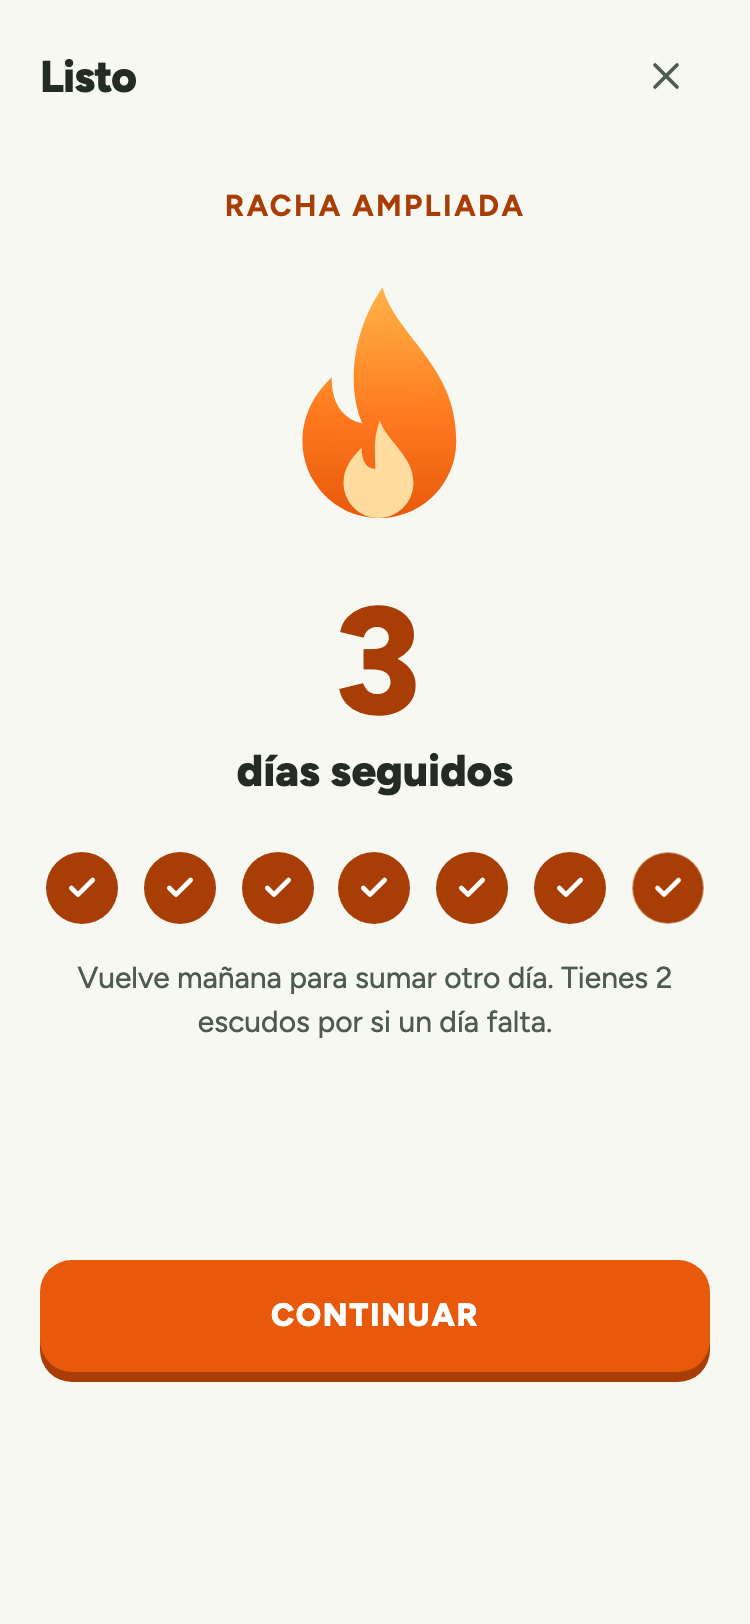 Listo
RACHA AMPLIADA
3
días seguidos
Vuelve mañana para sumar otro día. Tienes 2
escudos por si un día falta.
CONTINUAR